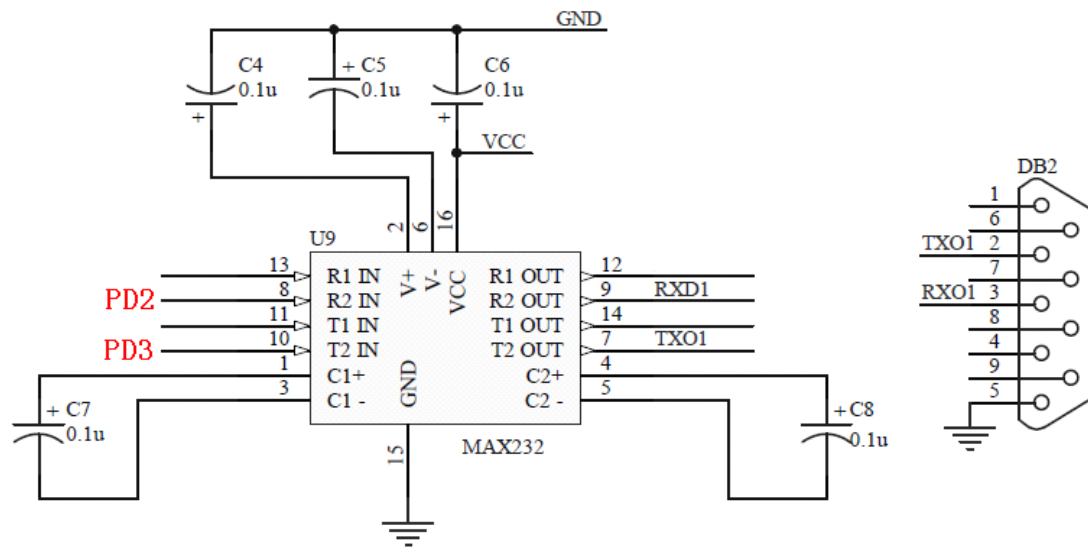 GND
C4
0.1u
+
+ C5
0.1u
C6
0.1u
+
VCC
2
6
16
U9
13
R1 IN
PD2
8
R2 IN
11
T1 IN
PD3
10
T2 IN
1
C1+
3
C1 -
V+
V-
VCC
GND
R1 OUT
12
R2 OUT
9
RXD1
T1 OUT
14
T2 OUT
7
TXO1
C2+
4
C2 -
5
+ C7
0.1u
15
MAX232
+ C8
0.1u
DB2
1
6
TXO1
2
7
RXO1
3
8
4
9
5